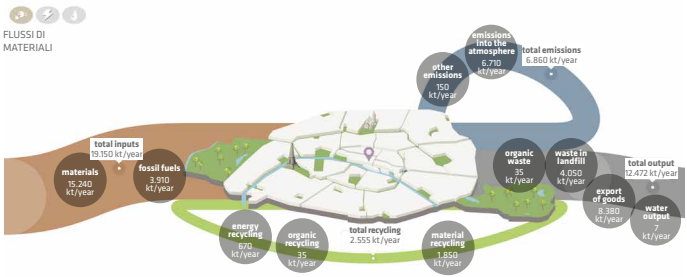 FLUSSI DI
MATERIALI
total inputs
19.150 kt/year
materials
15.240
kt/year
fossil fuels
3.910
kt/year
other
emissions
150
kt/year
emissions
into the
atmosphere
6.710
kt/year
total emissions
6.860 kt/year
organic
waste
35
kt/year
waste in
landfill
4.050
kt/year
total output
12.472 kt/year
export
of goods
8.380
kt/year
water
output
7
kt/year
energy
recycling
670
kt/year
organic
recycling
35
kt/year
total recycling
2.555 kt/year
material
recycling
1.850
kt/year